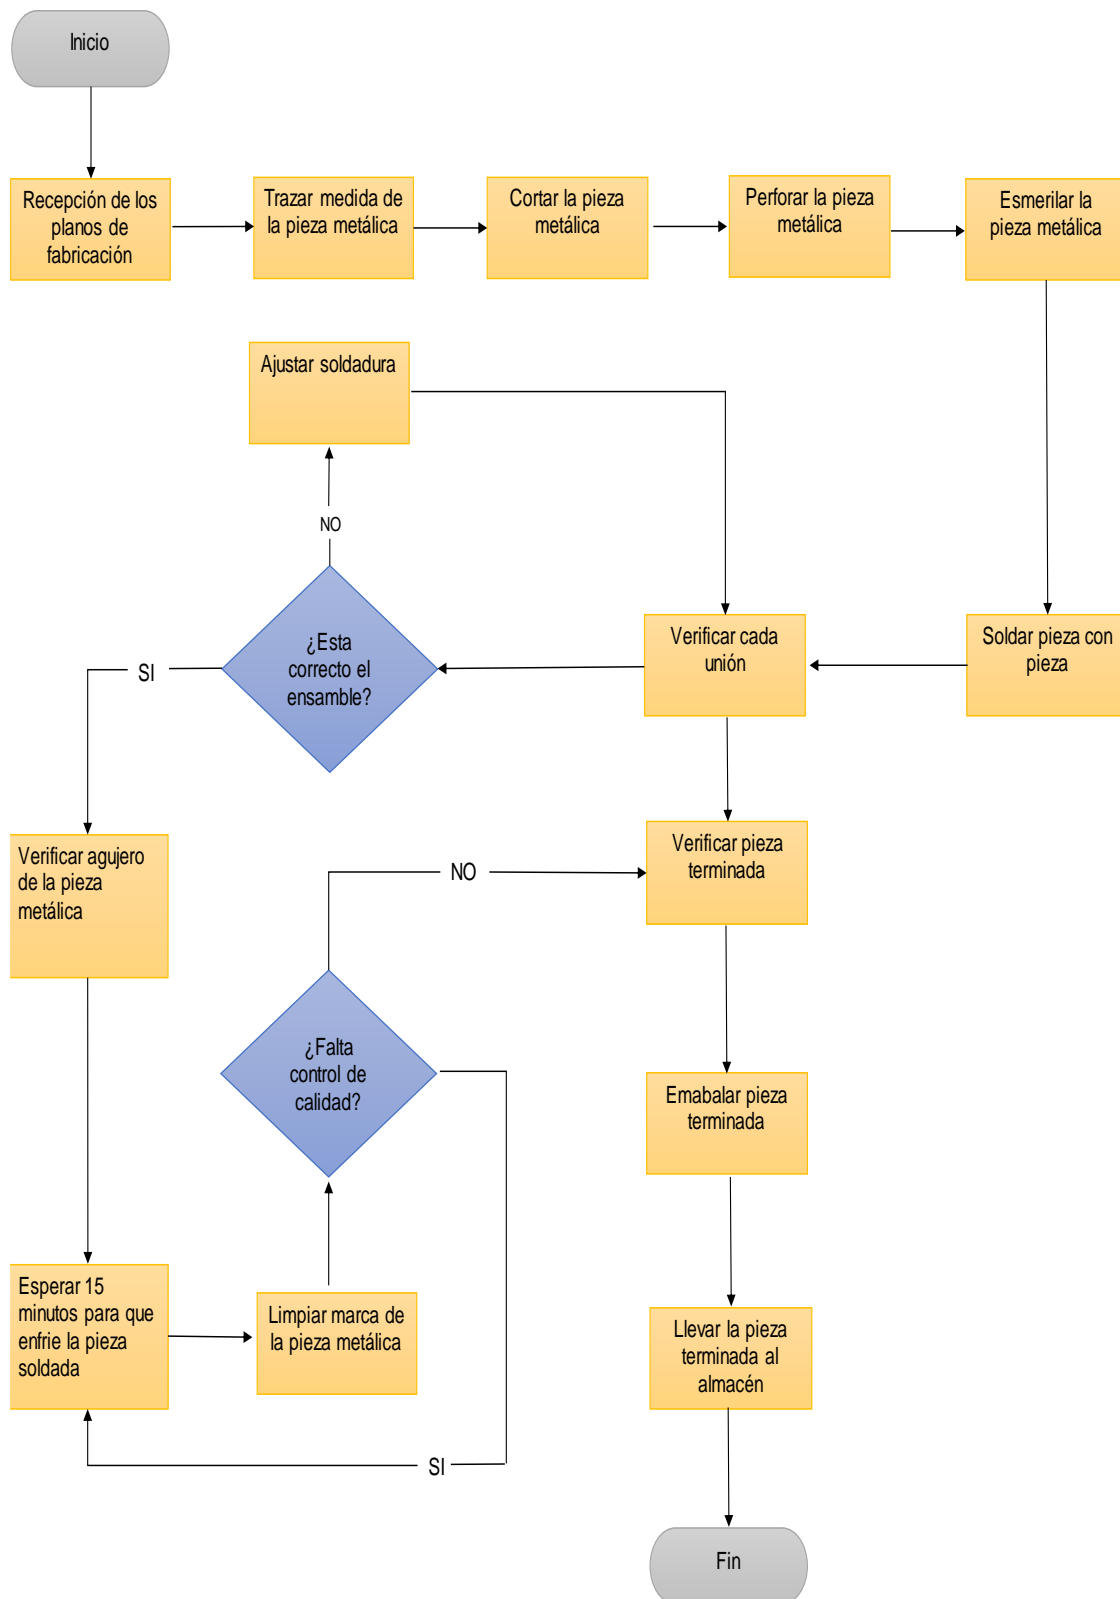 Inicio
Recepción de los
planos de
fabricación
Trazar medida de
la pieza metálica
Cortar la pieza
metálica
Perforar la pieza
metálica
Esmerilar la
pieza metálica
Ajustar soldadura
NO
¿Esta
correcto el
ensamble?
SI
Verificar cada
unión
Soldar pieza con
pieza
Verificar agujero
de la pieza
metálica
NO
Verificar pieza
terminada
¿Falta
control de
calidad?
Emabalar pieza
terminada
Esperar 15
minutos para que
enfrie la pieza
soldada
Limpiar marca de
la pieza metálica
Llevar la pieza
terminada al
almacén
SI
Fin